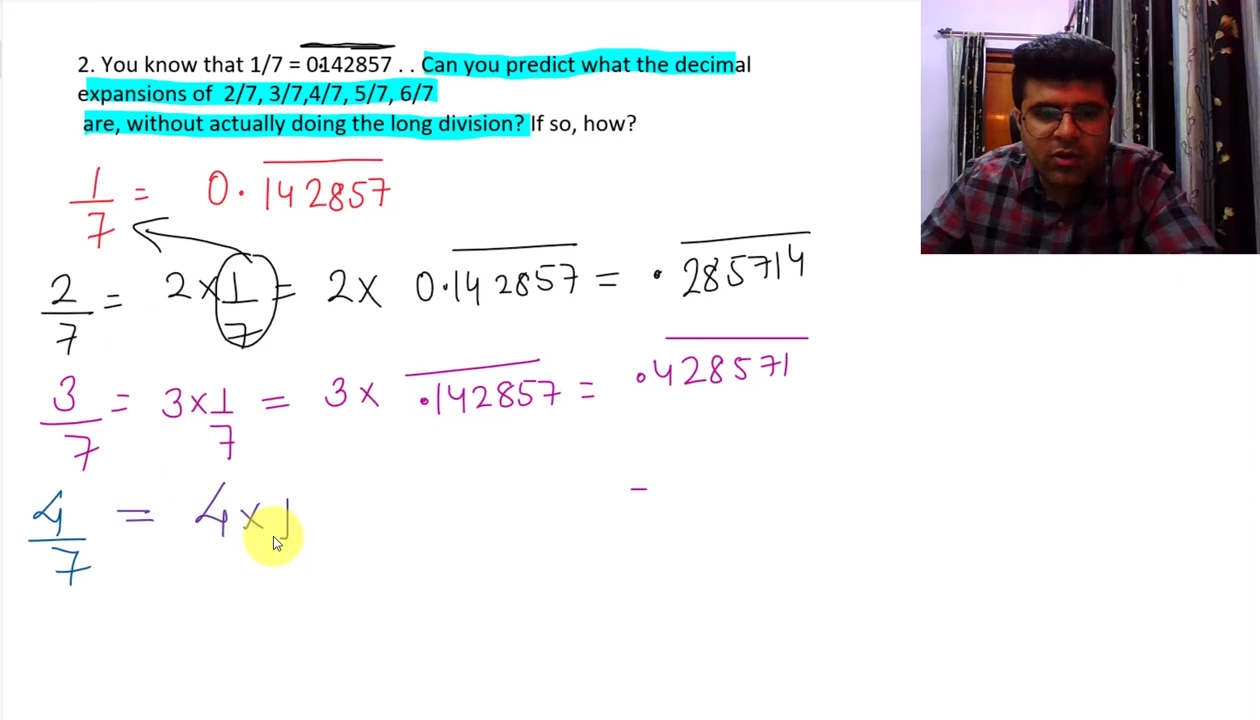 2. You know that 1/7 = 0142857 . . Can you predict what the decimal
expansions of 2/7, 3/7,4/7, 5/7, 6/7
are, without actually doing the long division? If so, how?
1/7 = 0.142857
2/7 = 2 × 1/7 = 2 × 0.142857 = .285714
3/7 = 3 × 1/7 = 3 × .142857 = .428571
4/7 = 4 × 1